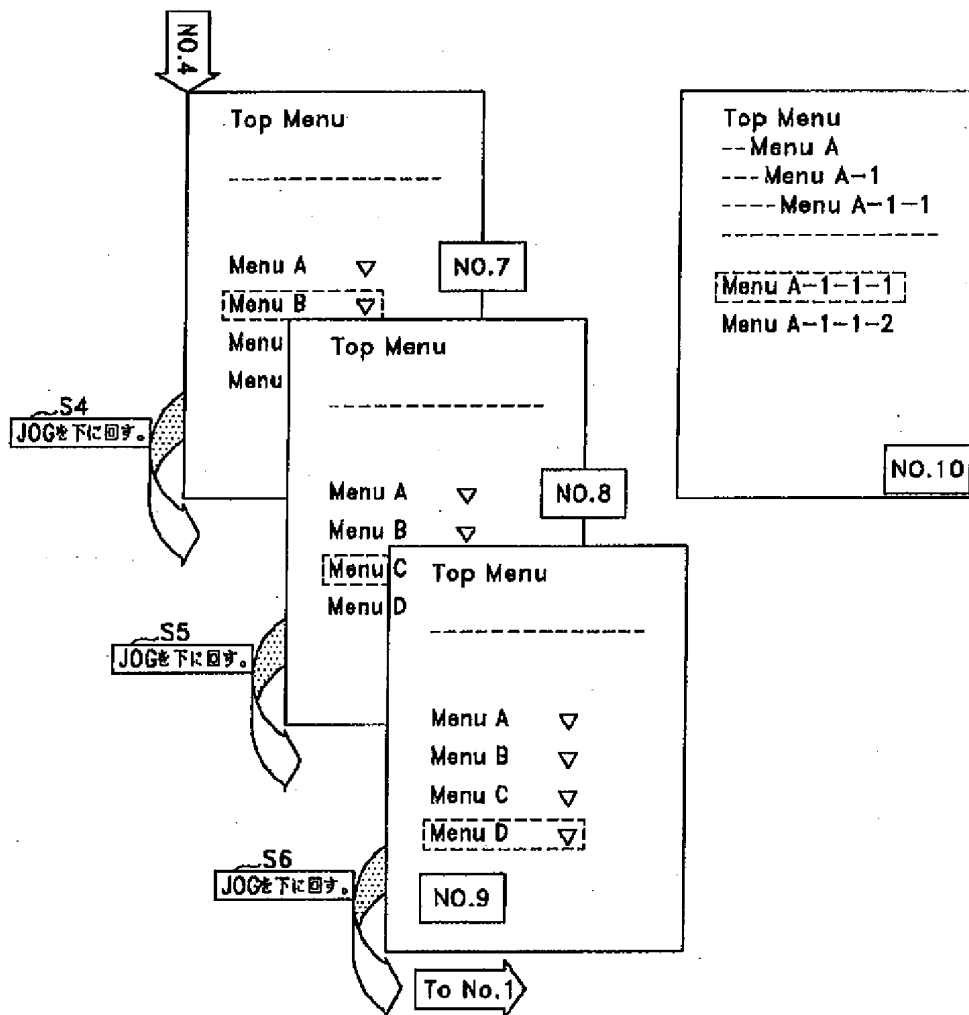 NO.4
Top Menu
Menu A ▽
Menu B ▽
Menu
Menu
NO.7
S4
JOGを下に回す。
Top Menu
Menu A ▽
Menu B ▽
Menu C
Menu D
NO.8
S5
JOGを下に回す。
Top Menu
Menu A ▽
Menu B ▽
Menu C ▽
Menu D ▽
NO.9
S6
JOGを下に回す。
To No.1
Top Menu
--Menu A
---Menu A-1
----Menu A-1-1
Menu A-1-1-1
Menu A-1-1-2
NO.10